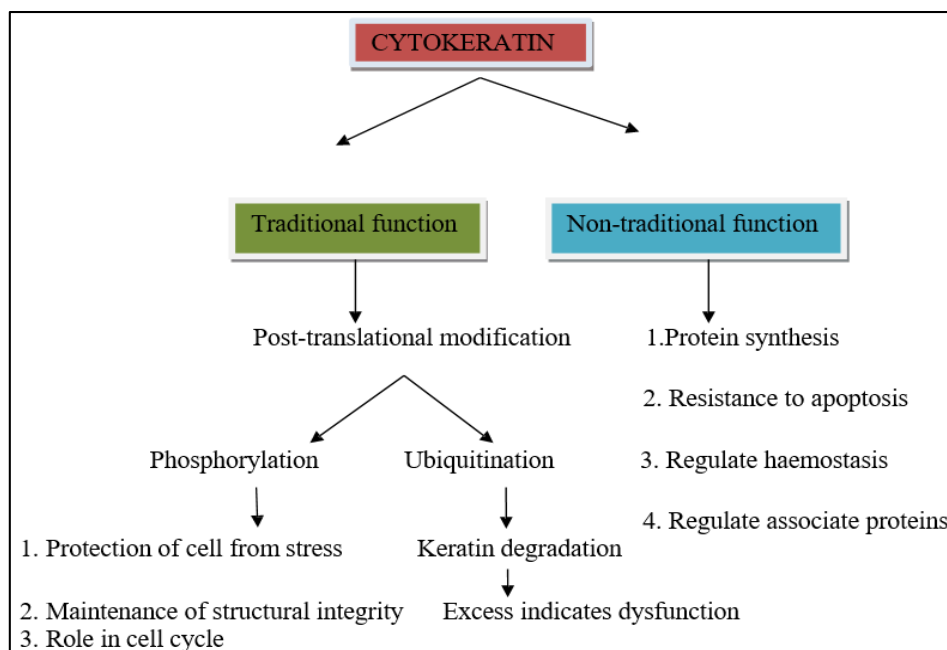 CYTOKERATIN
Traditional function
Non-traditional function
Post-translational modification
1.Protein synthesis
2. Resistance to apoptosis
Phosphorylation
Ubiquitination
3. Regulate haemostasis
4. Regulate associate proteins
1. Protection of cell from stress
Keratin degradation
2. Maintenance of structural integrity
Excess indicates dysfunction
3. Role in cell cycle